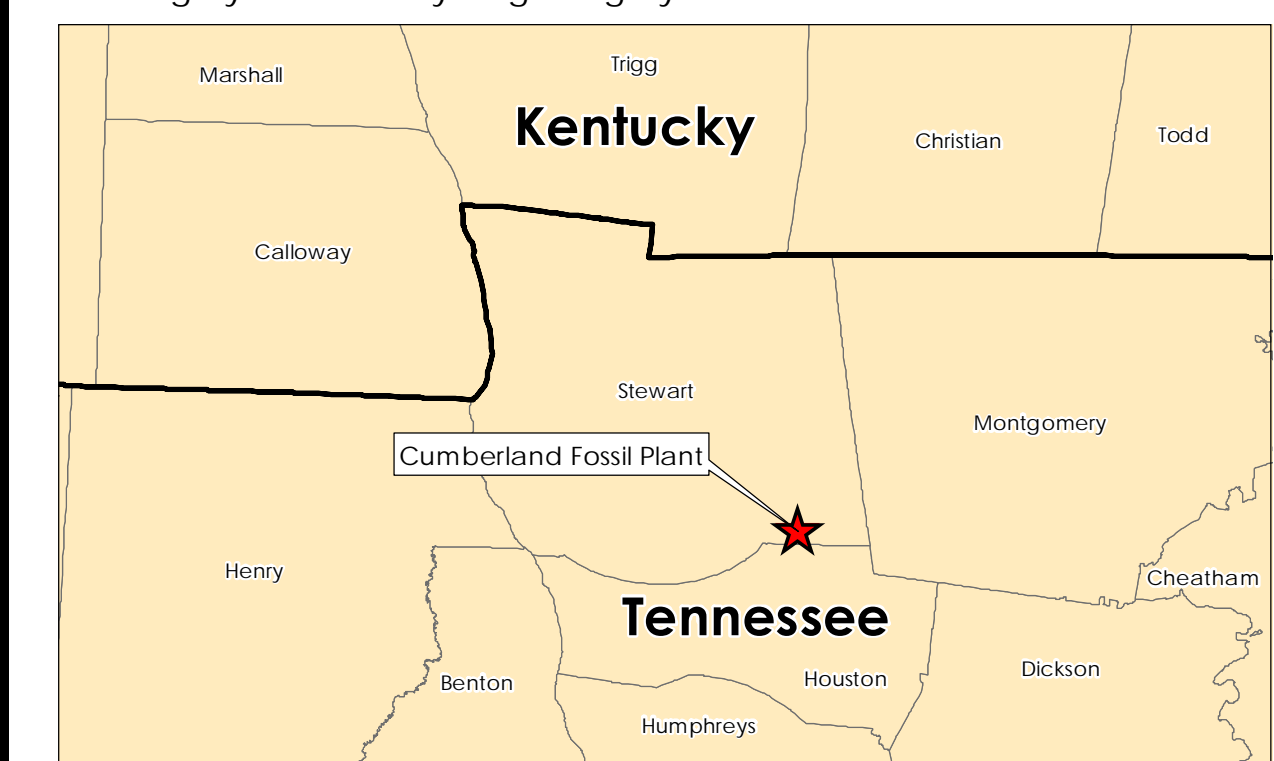 Marshall
Trigg
Kentucky
Christian
Todd
Calloway
Stewart
Montgomery
Cumberland Fossil Plant
Henry
Cheatham
Tennessee
Benton
Houston
Dickson
Humphreys